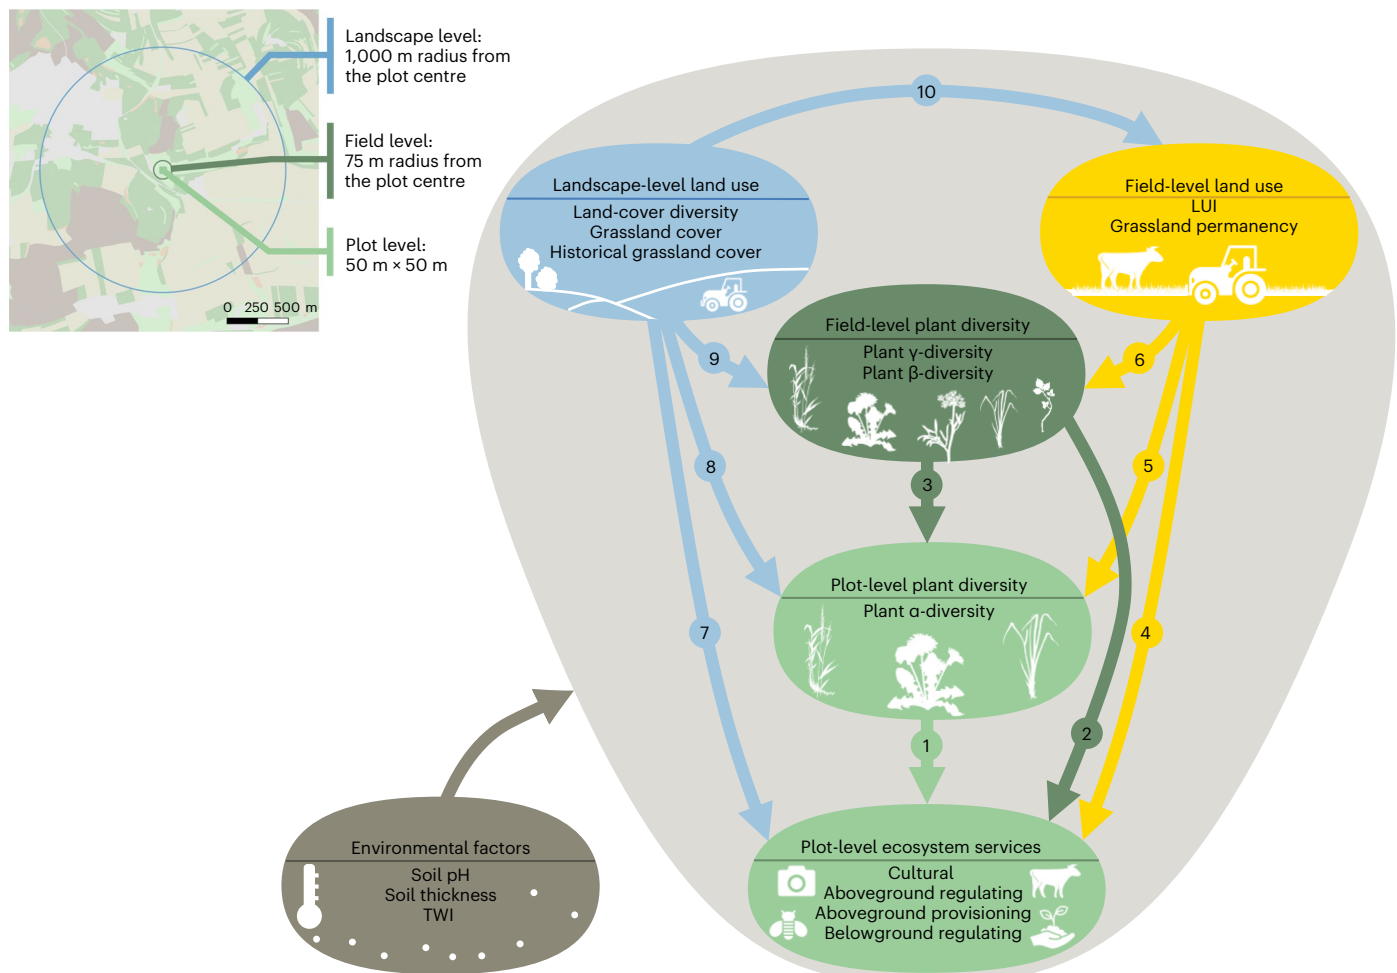 Landscape level:
1,000 m radius from
the plot centre
Field level:
75 m radius from
the plot centre
Plot level:
50 m × 50 m
0 250 500 m
10
Landscape-level land use
Land-cover diversity
Grassland cover
Historical grassland cover
Field-level land use
LUI
Grassland permanency
Field-level plant diversity
Plant γ-diversity
Plant β-diversity
9
6
8
3
5
Plot-level plant diversity
Plant α-diversity
7
4
2
1
Environmental factors
Soil pH
Soil thickness
TWI
Plot-level ecosystem services
Cultural
Aboveground regulating
Aboveground provisioning
Belowground regulating